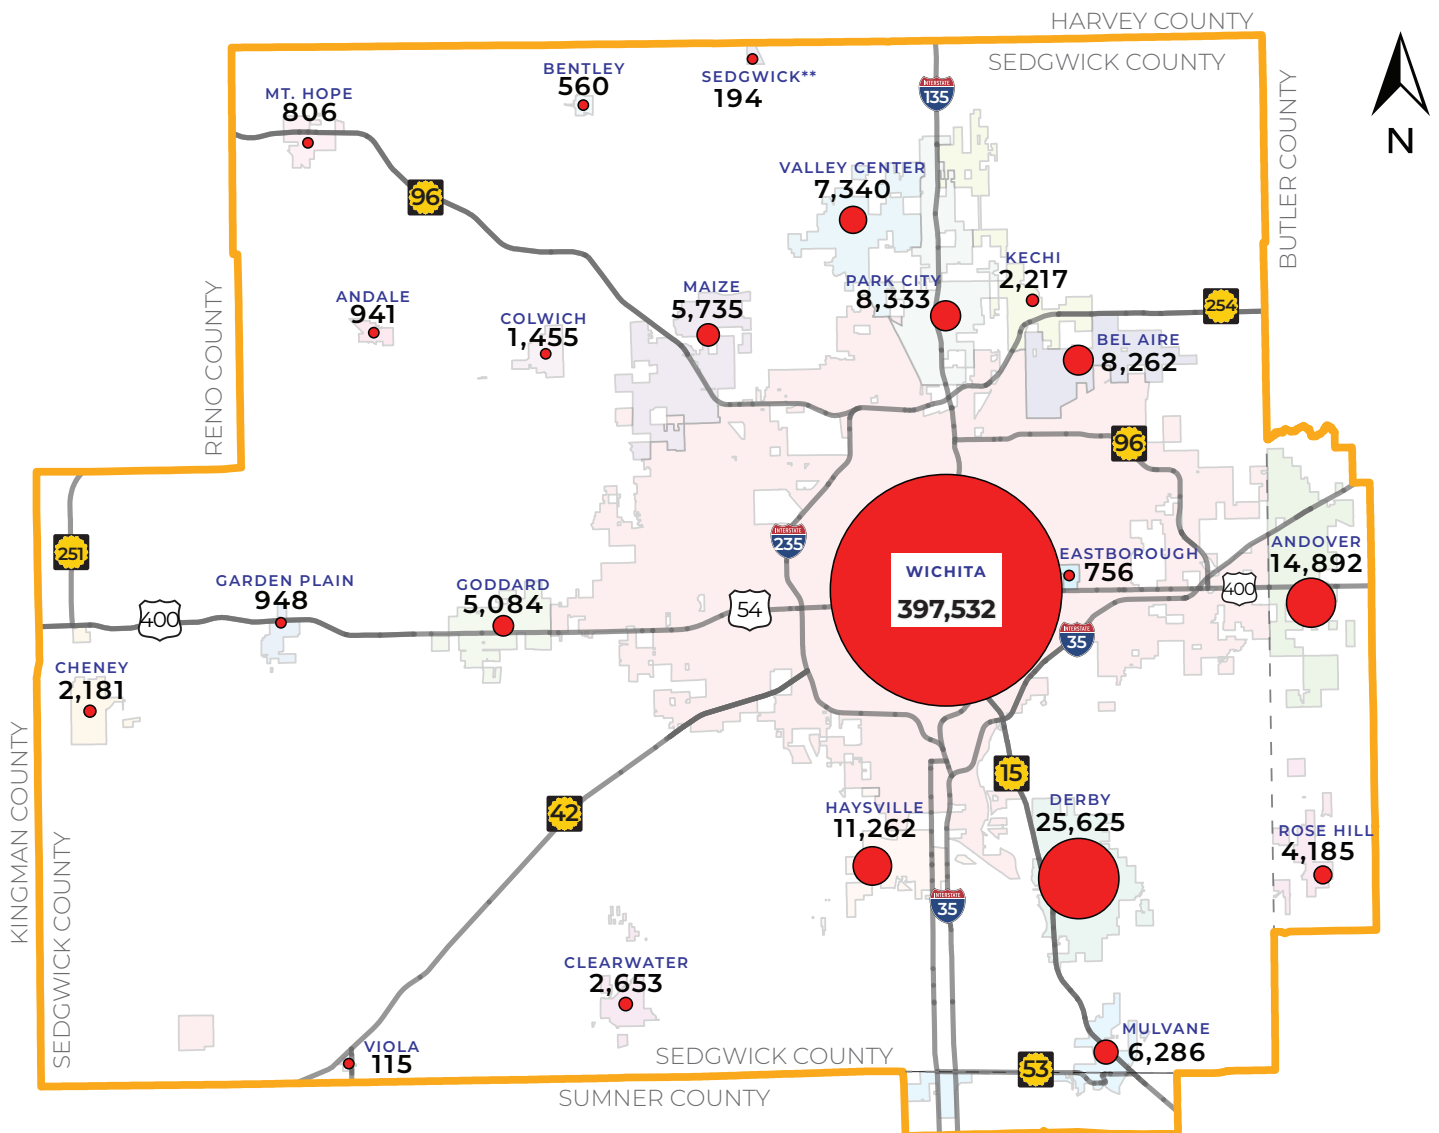 HARVEY COUNTY
SEDGWICK COUNTY
N
BUTLER COUNTY
BENTLEY
560
SEDGWICK**
194
INTERSTATE
135
MT. HOPE
806
96
VALLEY CENTER
7,340
KECHI
2,217
PARK CITY
8,333
254
MAIZE
5,735
ANDALE
941
COLWICH
1,455
BEL AIRE
8,262
RENO COUNTY
96
251
INTERSTATE
235
EASTBOROUGH
756
ANDOVER
14,892
WICHITA
397,532
GARDEN PLAIN
948
GODDARD
5,084
400
54
400
INTERSTATE
35
CHENEY
2,181
KINGMAN COUNTY
SEDGWICK COUNTY
42
15
HAYSVILLE
11,262
DERBY
25,625
ROSE HILL
4,185
INTERSTATE
35
CLEARWATER
2,653
VIOLA
115
MULVANE
6,286
SEDGWICK COUNTY
53
SUMNER COUNTY